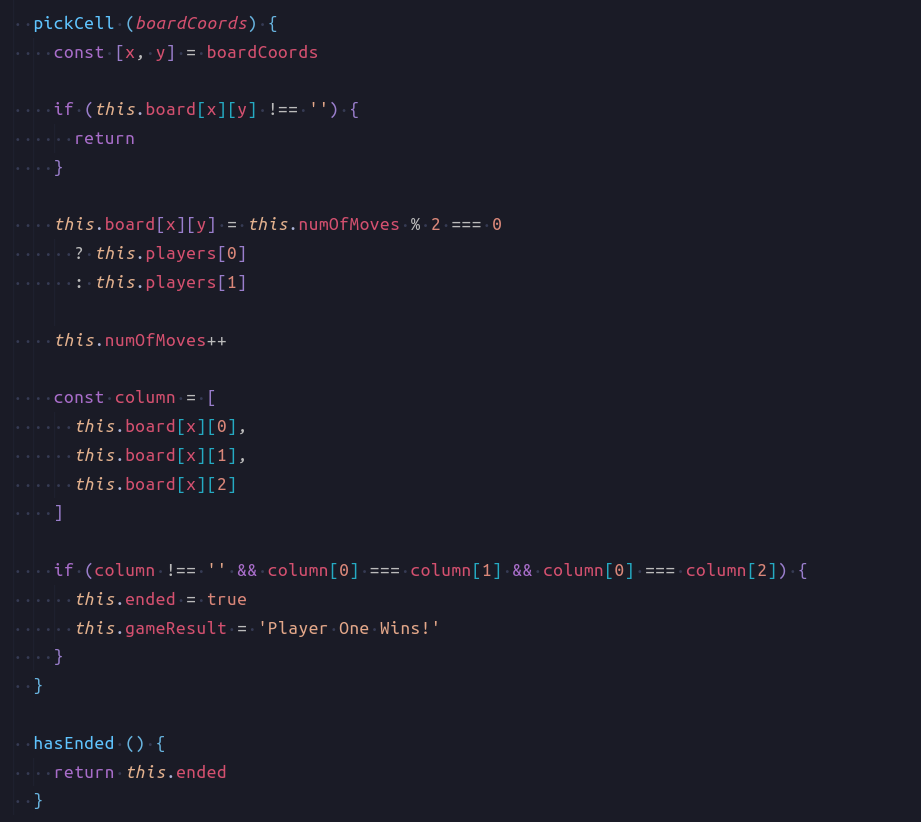 pickCell (boardCoords) {
const [x, y] = boardCoords
if (this.board[x][y] !== '') {
return
}
this.board[x][y] = this.numOfMoves % 2 === 0
? this.players[0]
: this.players[1]
this.numOfMoves++
const column = [
this.board[x][0],
this.board[x][1],
this.board[x][2]
]
if (column !== '' && column[0] === column[1] && column[0] === column[2]) {
this.ended = true
this.gameResult = 'Player One Wins!'
}
}
hasEnded () {
return this.ended
}